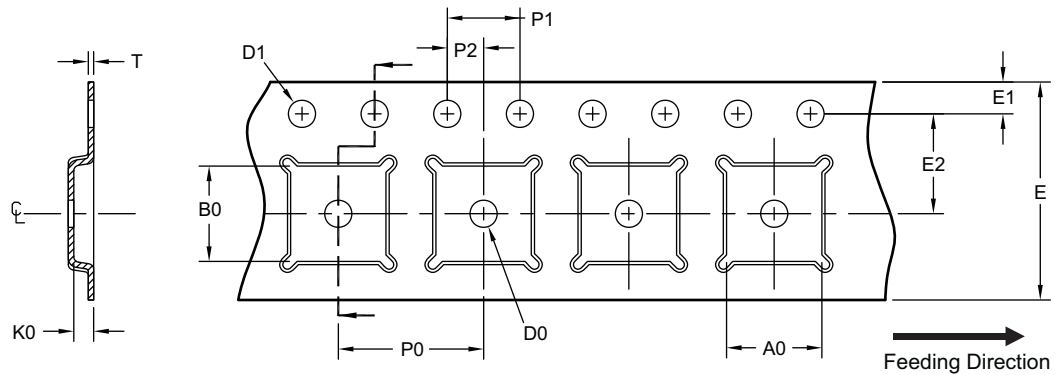 P1
T
P2
D1
E1
E2
B0
E
℄
K0
D0
P0
A0
Feeding Direction